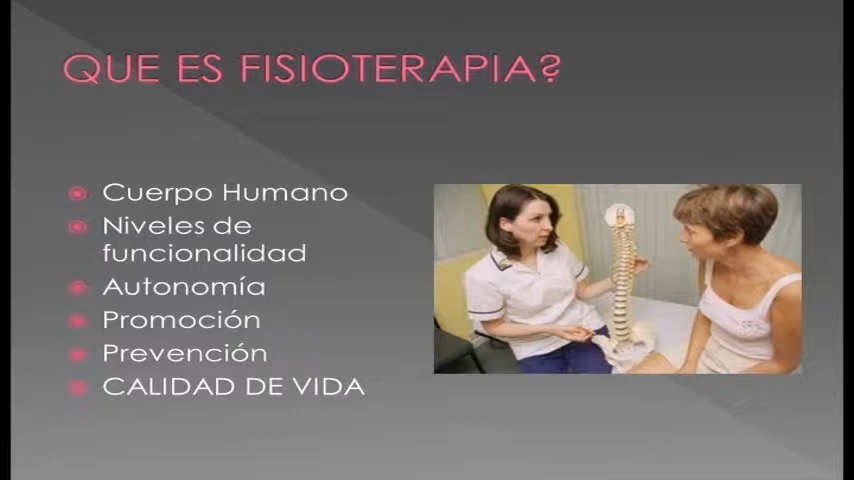 QUE ES FISIOTERAPIA?
Cuerpo Humano
Niveles de
funcionalidad
Autonomía
Promoción
Prevención
CALIDAD DE VIDA